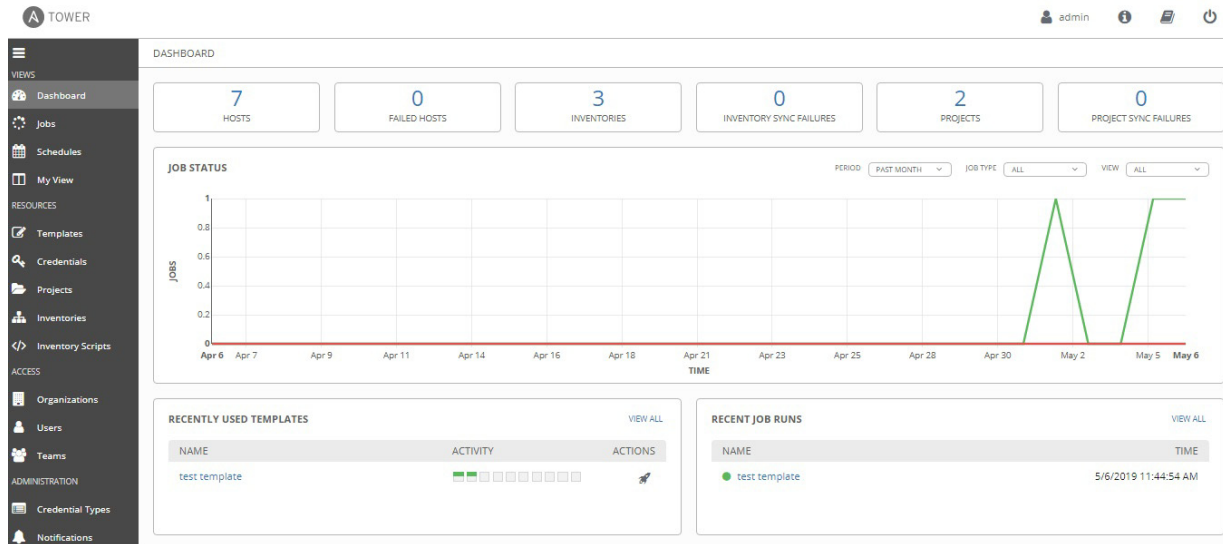 A TOWER
admin
DASHBOARD
VIEWS
Dashboard
Jobs
Schedules
My View
RESOURCES
Templates
Credentials
Projects
Inventories
Inventory Scripts
ACCESS
Organizations
Users
Teams
ADMINISTRATION
Credential Types
Notifications
7
HOSTS
0
FAILED HOSTS
3
INVENTORIES
0
INVENTORY SYNC FAILURES
2
PROJECTS
0
PROJECT SYNC FAILURES
JOB STATUS
PERIOD PAST MONTH JOB TYPE ALL VIEW ALL
1
0.8
0.6
0.4
0.2
0
JOBS
Apr 6 Apr 7 Apr 9 Apr 11 Apr 14 Apr 16 Apr 18 Apr 21 Apr 23 Apr 25 Apr 28 Apr 30 May 2 May 5 May 6
TIME
RECENTLY USED TEMPLATES VIEW ALL
NAME ACTIVITY ACTIONS
test template
RECENT JOB RUNS VIEW ALL
NAME TIME
test template 5/6/2019 11:44:54 AM